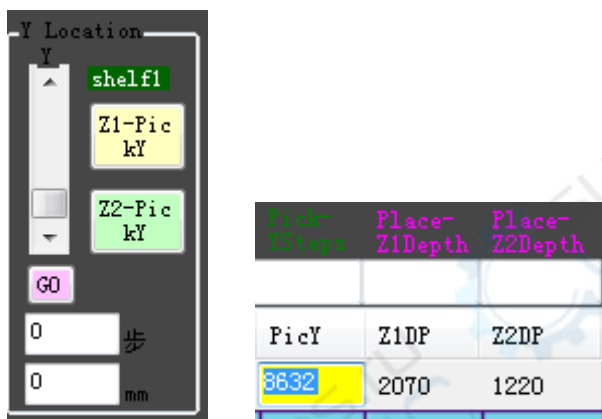 Y Location
Y
shelf1
Z1-Pic
kY
Z2-Pic
kY
GO
0
步
0
mm
Pick- Place- Place-
YSteps Z1Depth Z2Depth
PicY Z1DP Z2DP
8632 2070 1220